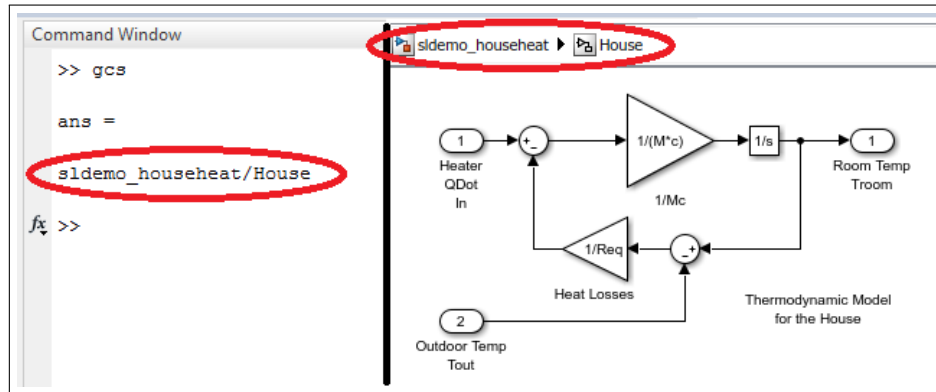 Command Window
>> gcs
ans =
sldemo_househeat/House
fx >>
sldemo_househeat ▶ House
1
Heater
QDot
In
+
-
1/(M*c)
1/Mc
1/s
1
Room Temp
Troom
1/Req
Heat Losses
-
+
2
Outdoor Temp
Tout
Thermodynamic Model
for the House